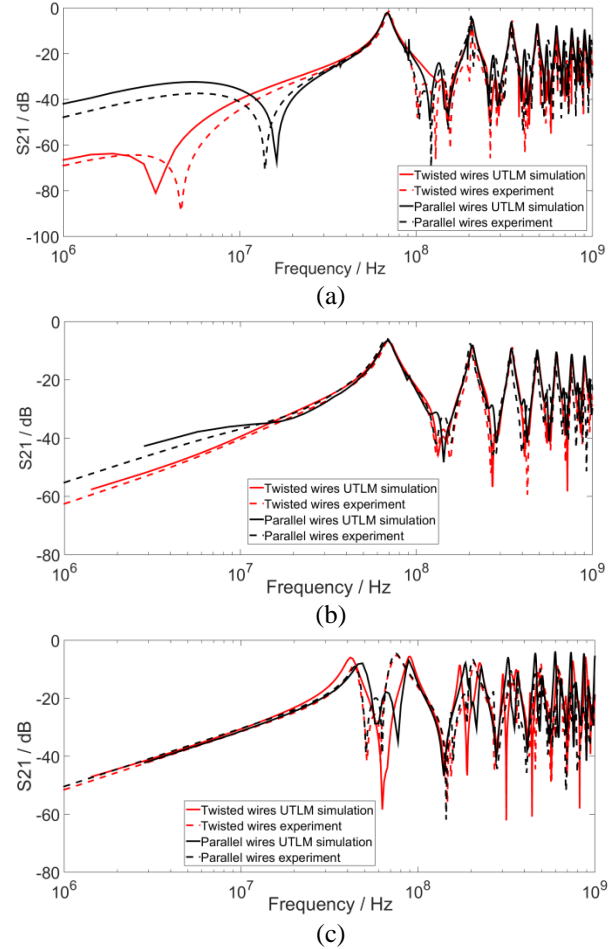 0
-20
-40
-60
-80
-100
S21 / dB
Twisted wires UTLM simulation
Twisted wires experiment
Parallel wires UTLM simulation
Parallel wires experiment
10^6
10^7
10^8
10^9
Frequency / Hz
(a)
0
-20
-40
-60
-80
S21 / dB
Twisted wires UTLM simulation
Twisted wires experiment
Parallel wires UTLM simulation
Parallel wires experiment
10^6
10^7
10^8
10^9
Frequency / Hz
(b)
0
-20
-40
-60
-80
S21 / dB
Twisted wires UTLM simulation
Twisted wires experiment
Parallel wires UTLM simulation
Parallel wires experiment
10^6
10^7
10^8
10^9
Frequency / Hz
(c)